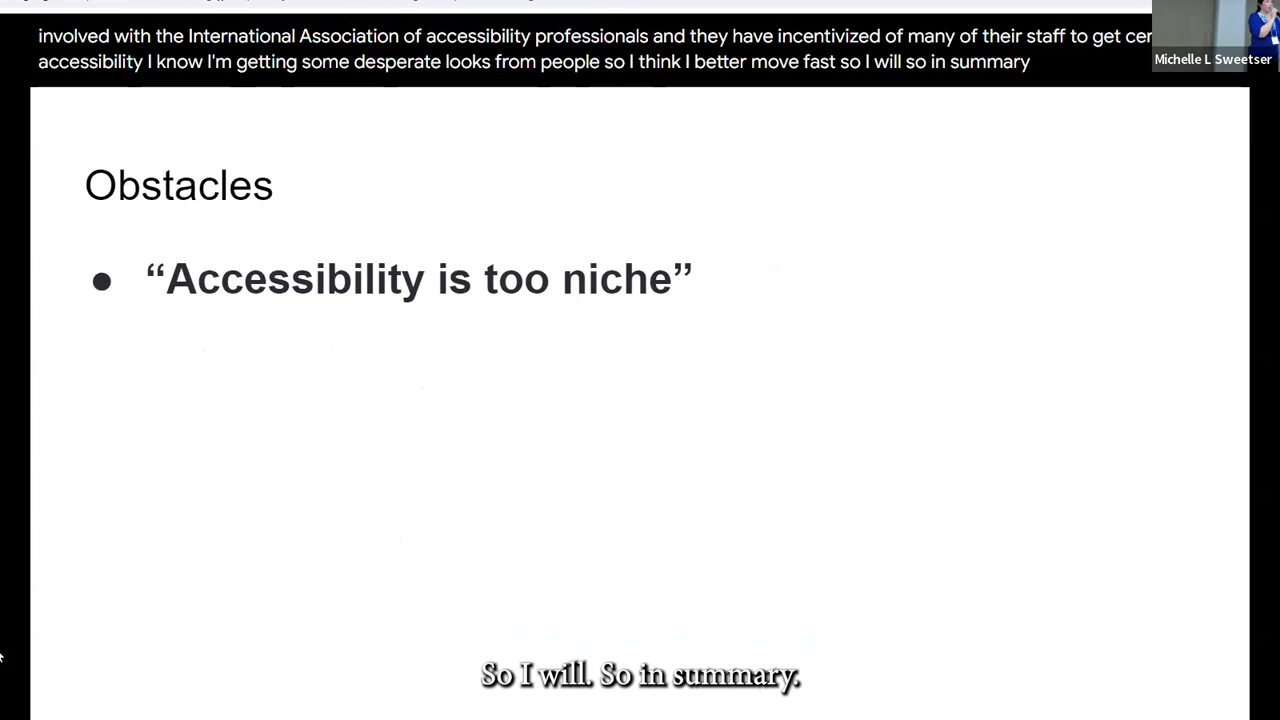 involved with the International Association of accessibility professionals and they have incentivized of many of their staff to get
accessibility I know I'm getting some desperate looks from people so I think I better move fast so I will so in summary
Michelle L Sweetser
Obstacles
● “Accessibility is too niche”
So I will. So in summary.